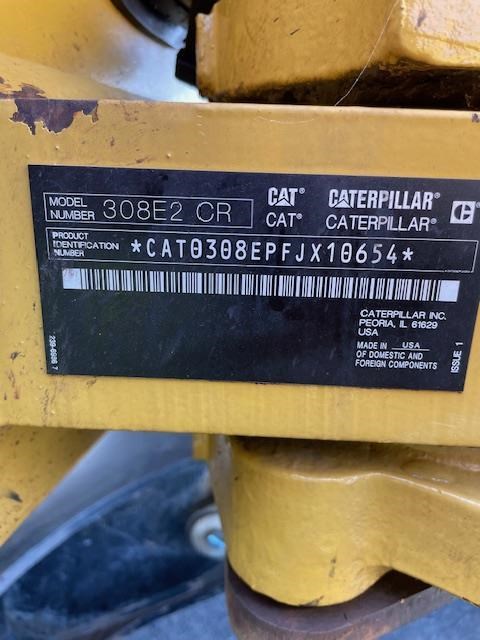 MODEL NUMBER 308E2 CR
CAT® CATERPILLAR®
CAT® CATERPILLAR® C
PRODUCT IDENTIFICATION NUMBER *CAT0308EPFJX10654*
CATERPILLAR INC.
PEORIA, IL 61629
USA
MADE IN USA
OF DOMESTIC AND
FOREIGN COMPONENTS
ISSUE 1